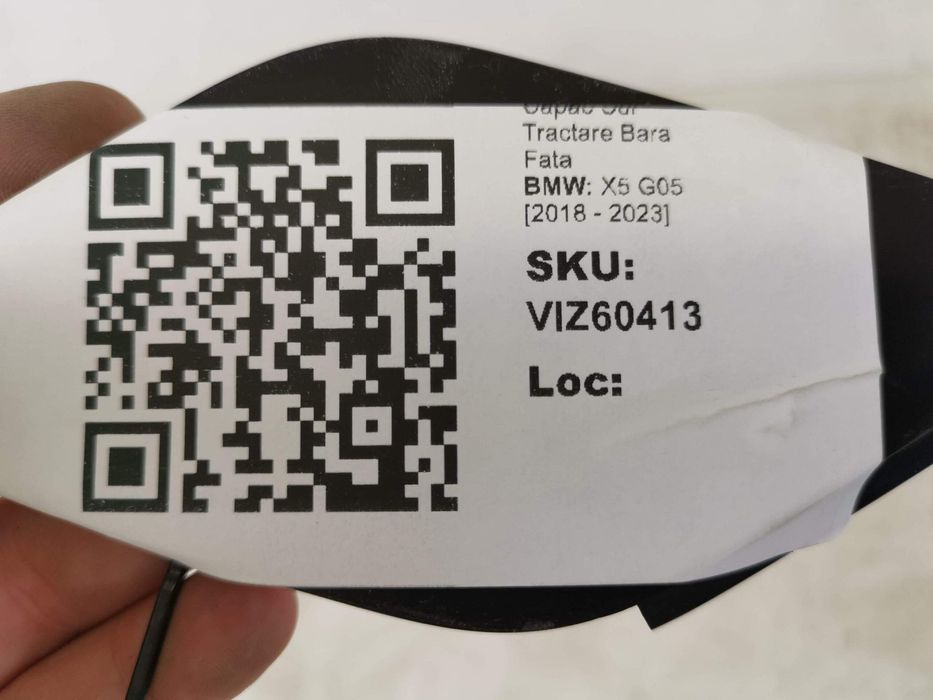 Tractare Bara
Fata
BMW: X5 G05
[2018 - 2023]
SKU:
VIZ60413
Loc: